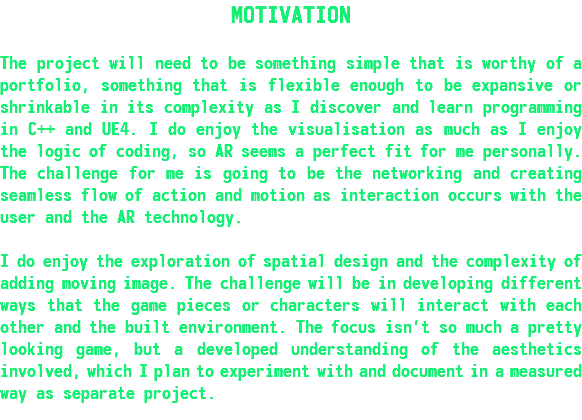 MOTIVATION
The project will need to be something simple that is worthy of a
portfolio, something that is flexible enough to be expansive or
shrinkable in its complexity as I discover and learn programming
in C++ and UE4. I do enjoy the visualisation as much as I enjoy
the logic of coding, so AR seems a perfect fit for me personally.
The challenge for me is going to be the networking and creating
seamless flow of action and motion as interaction occurs with the
user and the AR technology.
I do enjoy the exploration of spatial design and the complexity of
adding moving image. The challenge will be in developing different
ways that the game pieces or characters will interact with each
other and the built environment. The focus isn't so much a pretty
looking game, but a developed understanding of the aesthetics
involved, which I plan to experiment with and document in a measured
way as separate project.